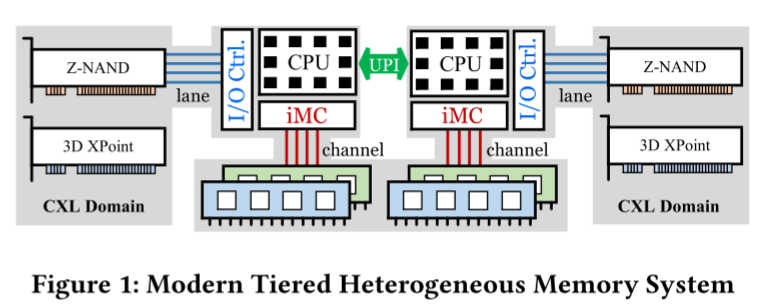 Z-NAND
lane
3D XPoint
CXL Domain
I/O Ctrl.
CPU
iMC
channel
UPI
CPU
iMC
channel
I/O Ctrl.
lane
Z-NAND
3D XPoint
CXL Domain
Figure 1: Modern Tiered Heterogeneous Memory System